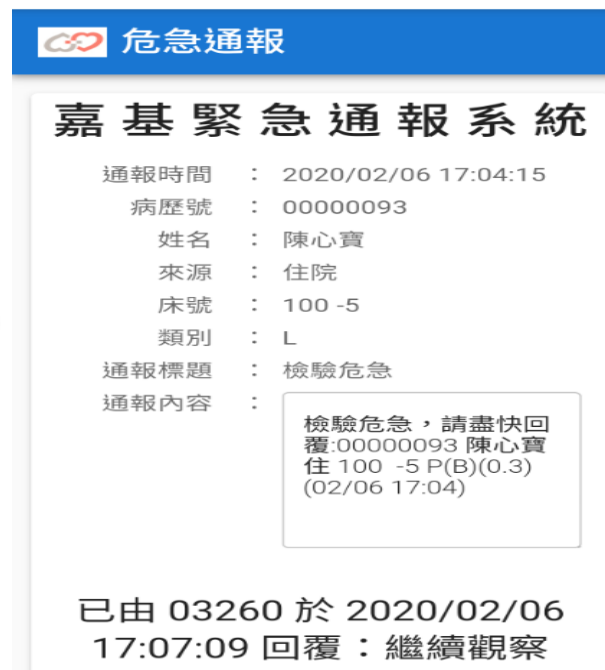 危急通報
嘉基緊急通報系統
通報時間 : 2020/02/06 17:04:15
病歷號 : 00000093
姓名 : 陳心寶
來源 : 住院
床號 : 100 -5
類別 : L
通報標題 : 檢驗危急
通報內容 :
檢驗危急，請盡快回
覆:00000093 陳心寶
住 100 -5 P(B)(0.3)
(02/06 17:04)
已由 03260 於 2020/02/06
17:07:09 回覆：繼續觀察